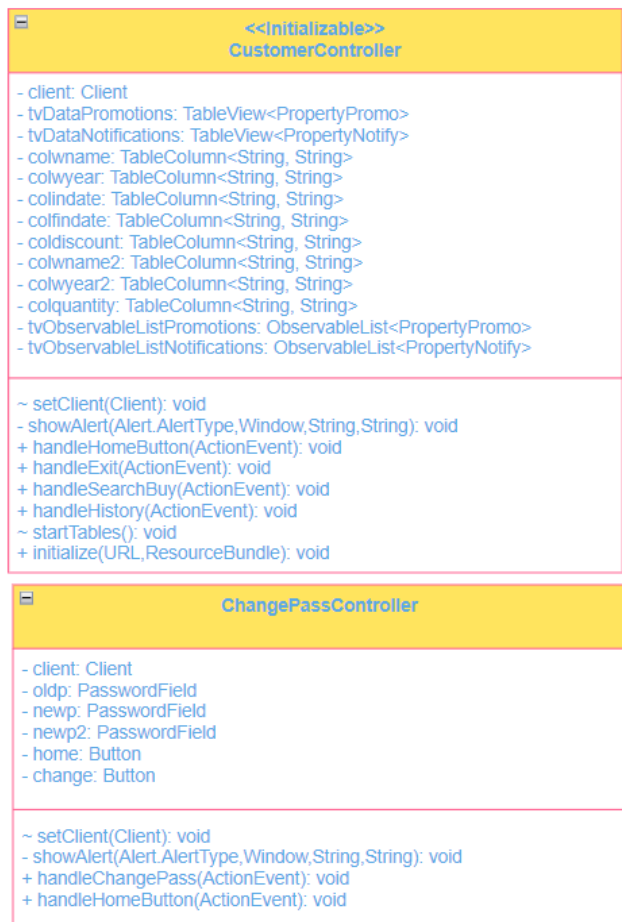 <<Initializable>>
CustomerController
- client: Client
- tvDataPromotions: TableView<PropertyPromo>
- tvDataNotifications: TableView<PropertyNotify>
- colwname: TableColumn<String, String>
- colwyear: TableColumn<String, String>
- colindate: TableColumn<String, String>
- colfindate: TableColumn<String, String>
- coldiscount: TableColumn<String, String>
- colwname2: TableColumn<String, String>
- colwyear2: TableColumn<String, String>
- colquantity: TableColumn<String, String>
- tvObservableListPromotions: ObservableList<PropertyPromo>
- tvObservableListNotifications: ObservableList<PropertyNotify>
~ setClient(Client): void
- showAlert(Alert.AlertType,Window,String,String): void
+ handleHomeButton(ActionEvent): void
+ handleExit(ActionEvent): void
+ handleSearchBuy(ActionEvent): void
+ handleHistory(ActionEvent): void
~ startTables(): void
+ initialize(URL,ResourceBundle): void
ChangePassController
- client: Client
- oldp: PasswordField
- newp: PasswordField
- newp2: PasswordField
- home: Button
- change: Button
~ setClient(Client): void
- showAlert(Alert.AlertType,Window,String,String): void
+ handleChangePass(ActionEvent): void
+ handleHomeButton(ActionEvent): void